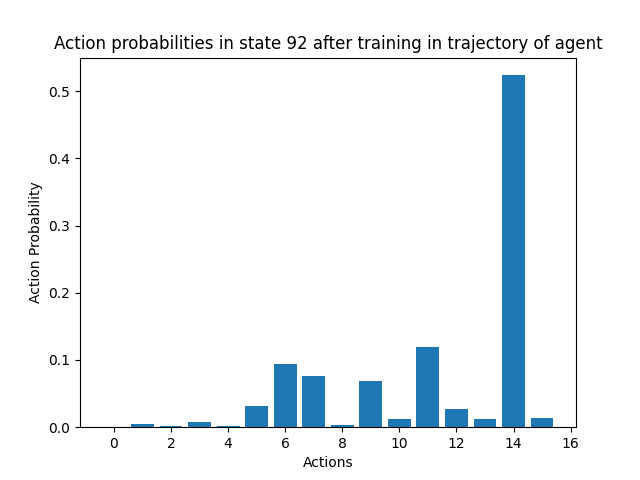 Action probabilities in state 92 after training in trajectory of agent
Action Probability
0.5
0.4
0.3
0.2
0.1
0.0
0 2 4 6 8 10 12 14 16
Actions